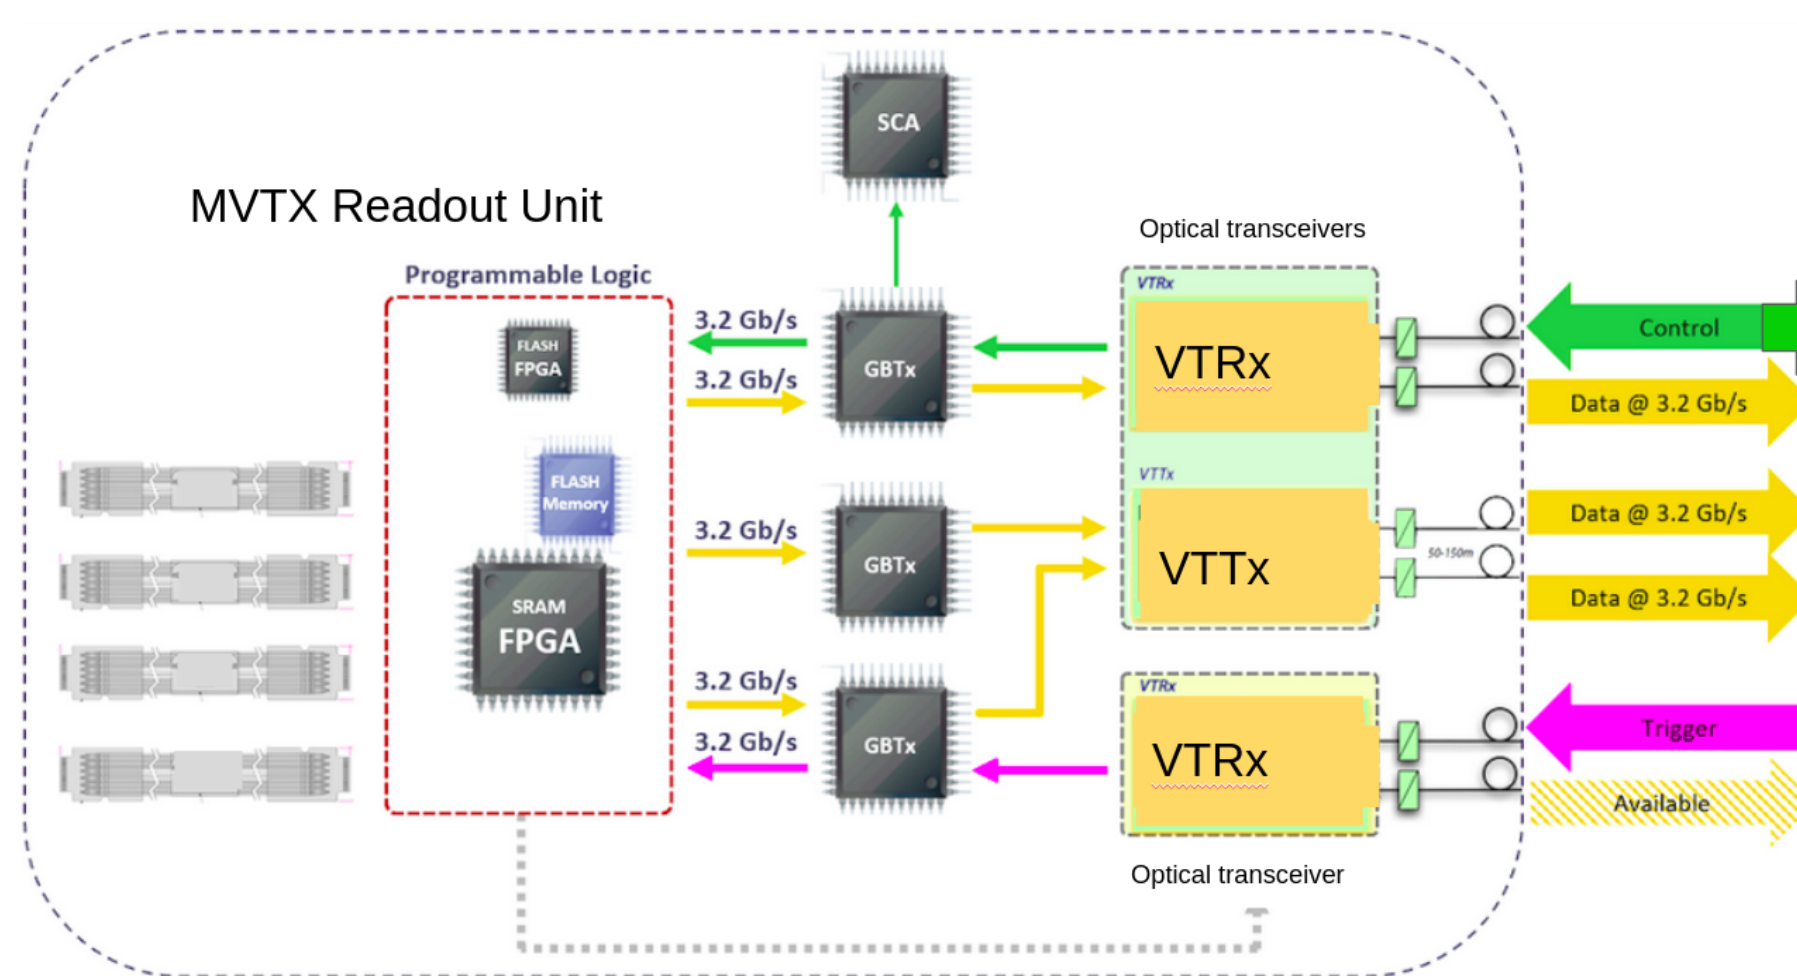 SCA
MVTX Readout Unit
Optical transceivers
Programmable Logic
VTRx
3.2 Gb/s
FLASH
FPGA
3.2 Gb/s
GBTx
VTRx
Control
Data @ 3.2 Gb/s
VTTx
FLASH
Memory
3.2 Gb/s
GBTx
VTTx
50-150m
Data @ 3.2 Gb/s
Data @ 3.2 Gb/s
SRAM
FPGA
3.2 Gb/s
3.2 Gb/s
GBTx
VTRx
VTRx
Trigger
Available
Optical transceiver